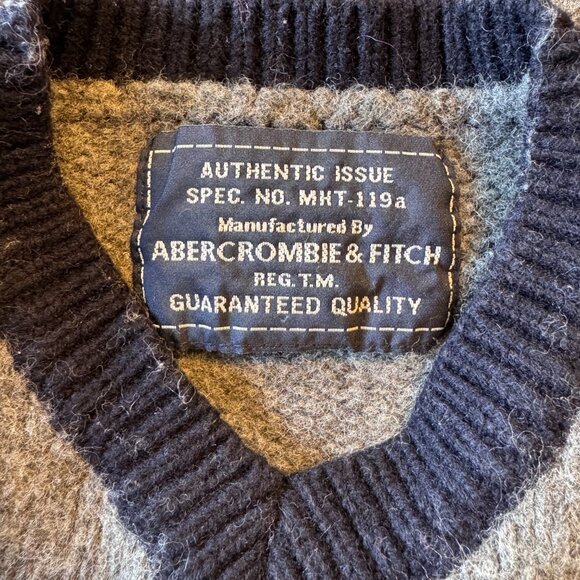 AUTHENTIC ISSUE
SPEC. NO. MKT-119a
Manufactured By
ABERCROMBIE & FITCH
REG. T.M.
GUARANTEED QUALITY